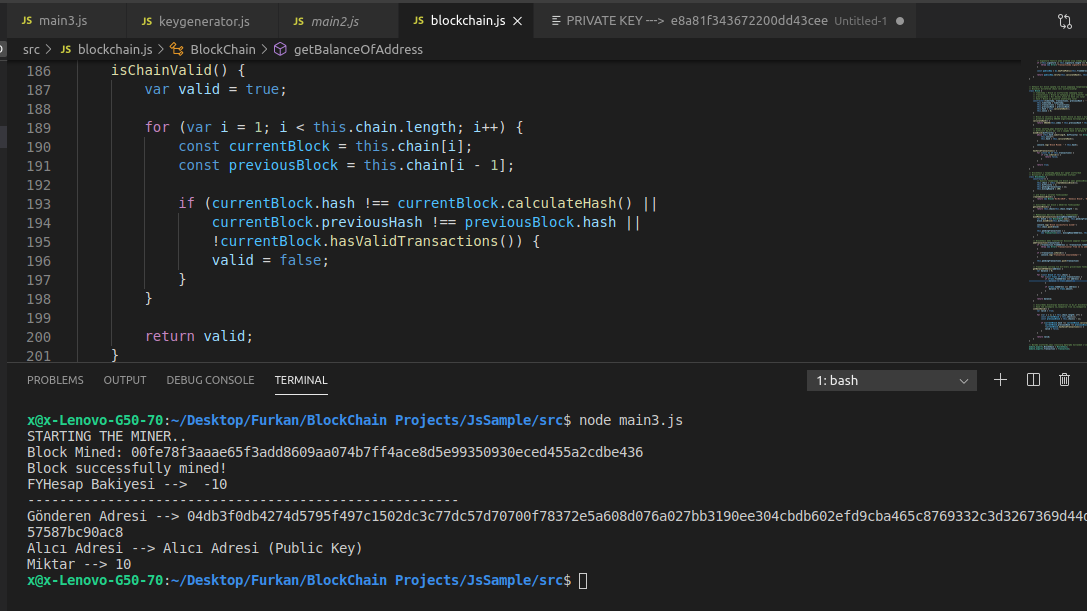 JS main3.js JS keygenerator.js JS main2.js JS blockchain.js × PRIVATE KEY ---> e8a81f343672200dd43cee Untitled-1
src > JS blockchain.js > BlockChain > getBalanceOfAddress
186 isChainValid() {
187 var valid = true;
188
189 for (var i = 1; i < this.chain.length; i++) {
190 const currentBlock = this.chain[i];
191 const previousBlock = this.chain[i - 1];
192
193 if (currentBlock.hash !== currentBlock.calculateHash() ||
194 currentBlock.previousHash !== previousBlock.hash ||
195 !currentBlock.hasValidTransactions()) {
196 valid = false;
197 }
198 }
199
200 return valid;
201 }
PROBLEMS OUTPUT DEBUG CONSOLE TERMINAL 1: bash
x@x-Lenovo-G50-70:~/Desktop/Furkan/BlockChain Projects/JsSample/src$ node main3.js
STARTING THE MINER..
Block Mined: 00fe78f3aaae65f3add8609aa074b7ff4ace8d5e99350930eced455a2cdbe436
Block successfully mined!
FYHesap Bakiyesi --> -10
------------------------------------------------------
Gönderen Adresi --> 04db3f0db4274d5795f497c1502dc3c77dc57d70700f78372e5a608d076a027bb3190ee304cbdb602efd9cba465c8769332c3d3267369d44d
57587bc90ac8
Alıcı Adresi --> Alıcı Adresi (Public Key)
Miktar --> 10
x@x-Lenovo-G50-70:~/Desktop/Furkan/BlockChain Projects/JsSample/src$